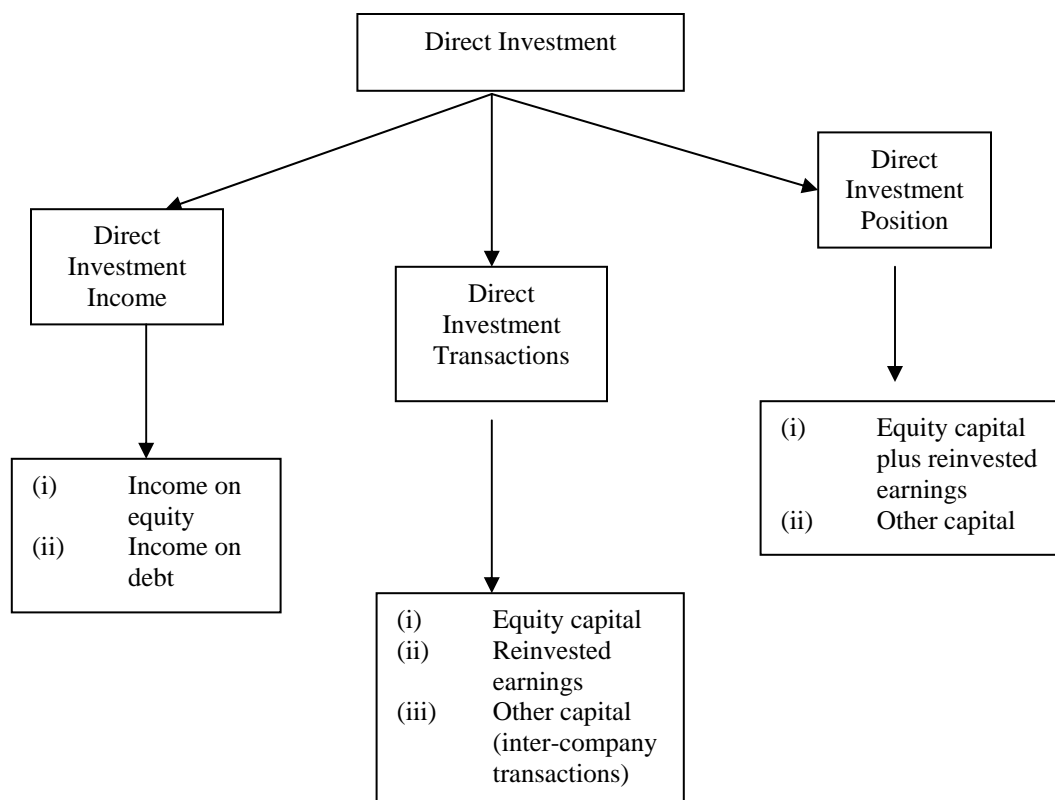 Direct Investment
Direct
Investment
Income
Direct
Investment
Transactions
Direct
Investment
Position
(i) Income on
equity
(ii) Income on
debt
(i) Equity capital
(ii) Reinvested
earnings
(iii) Other capital
(inter-company
transactions)
(i) Equity capital
plus reinvested
earnings
(ii) Other capital